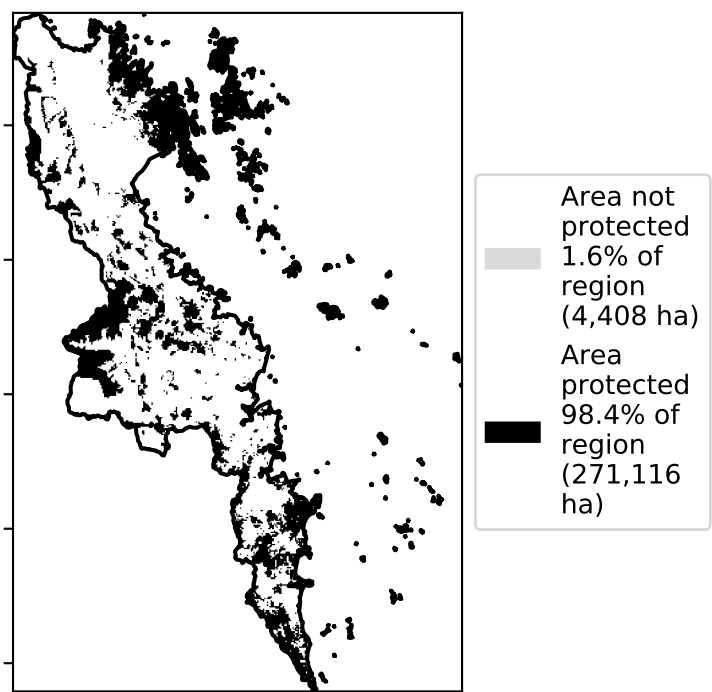 Area not
protected
1.6% of
region
(4,408 ha)
Area
protected
98.4% of
region
(271,116
ha)